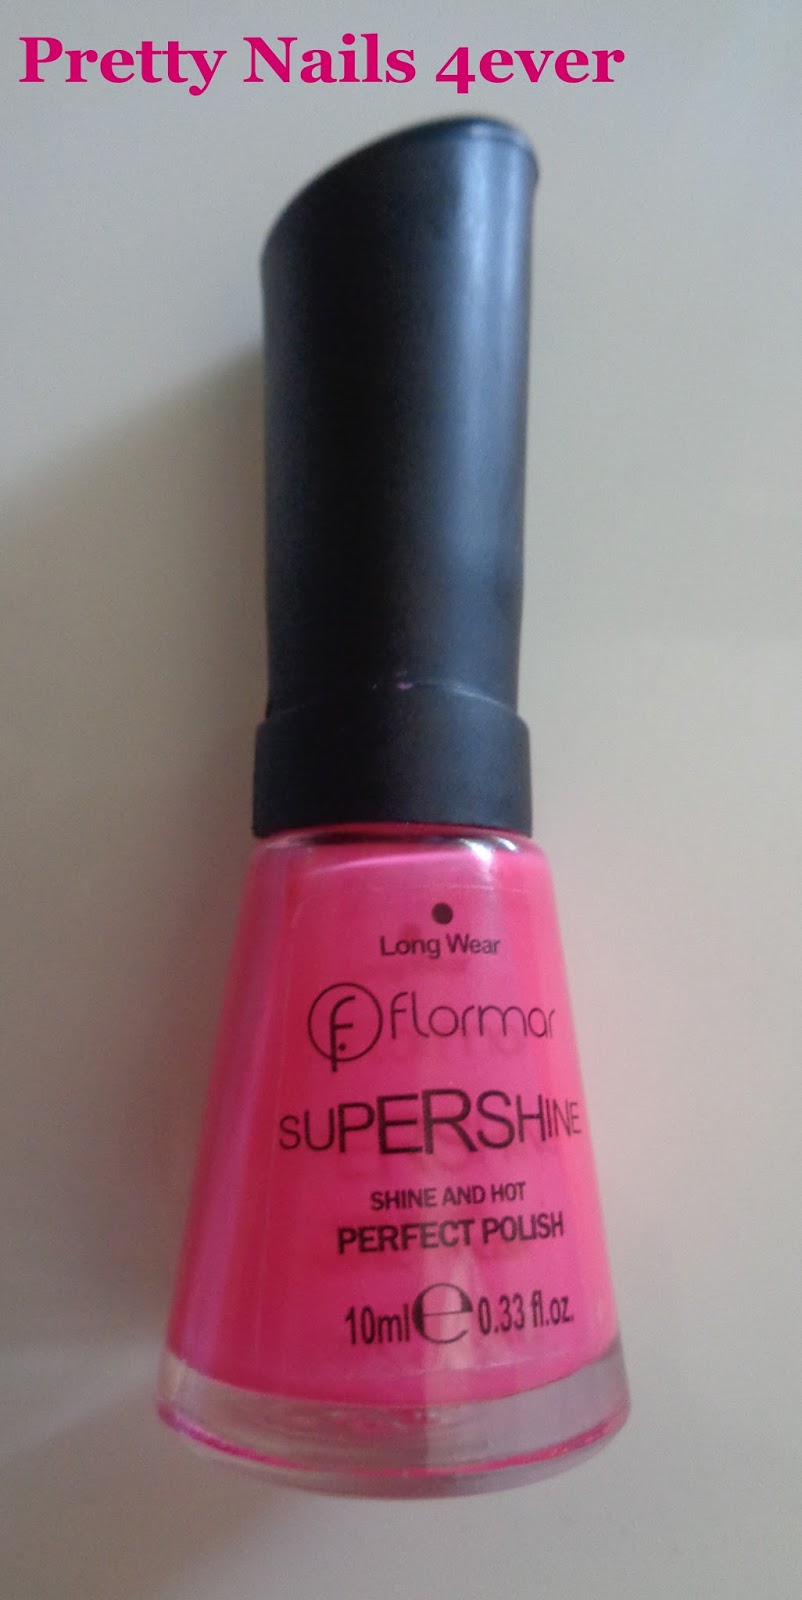 Pretty Nails 4ever
Long Wear
flormar
SUPERSHINE
SHINE AND HOT
PERFECT POLISH
10ml e 0.33 fl.oz.